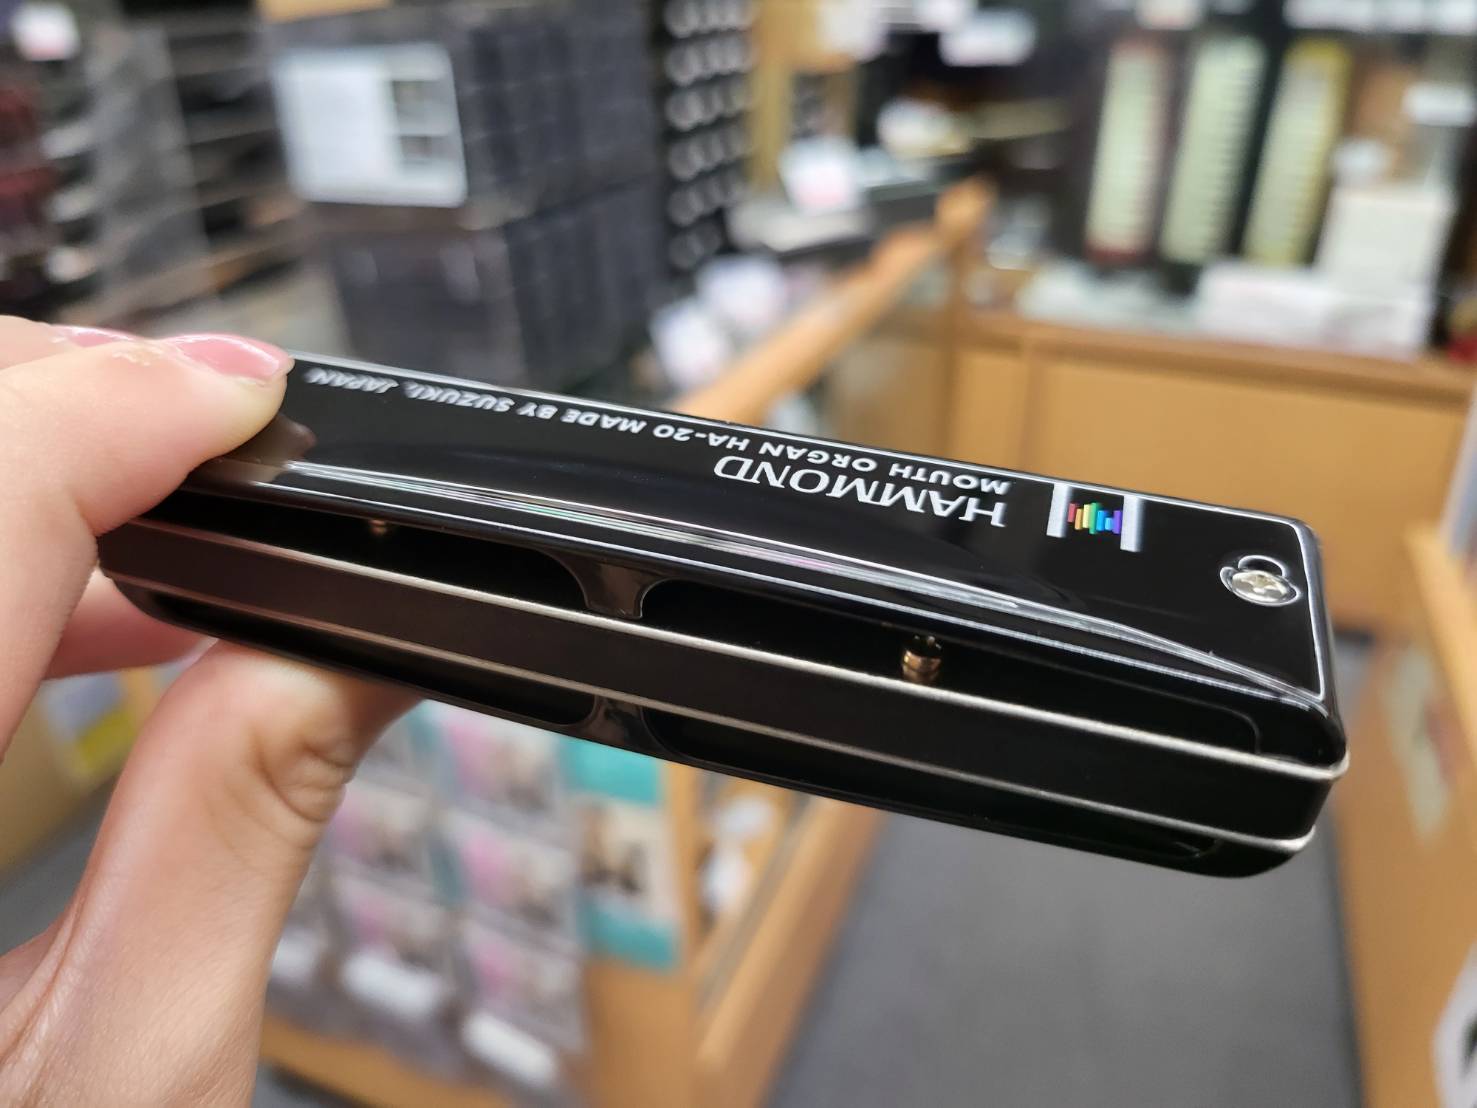 HAMMOND
MOUTH ORGAN HA-20 MADE BY SUZUKI, JAPAN